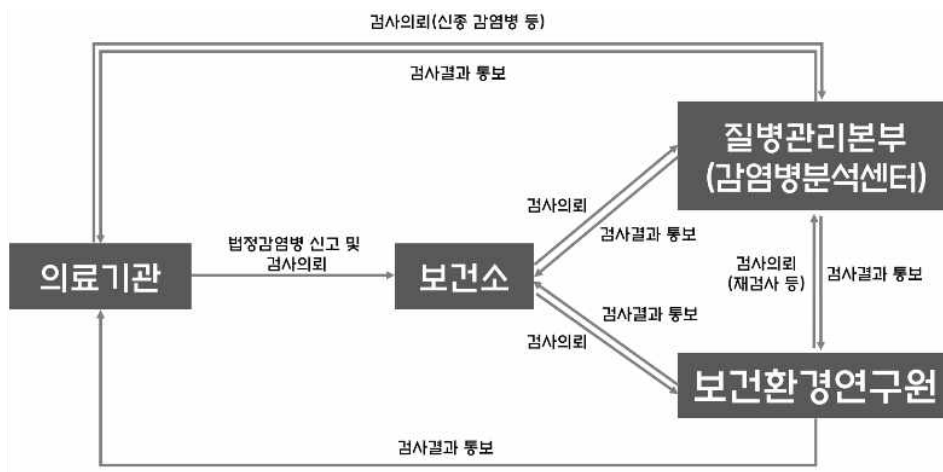 검사의뢰(신종 감염병 등)
검사결과 통보
질병관리본부
(감염병분석센터)
검사의뢰
검사결과 통보
법정감염병 신고 및
검사의뢰
의료기관
보건소
검사의뢰
(재검사 등)
검사결과 통보
검사결과 통보
검사의뢰
보건환경연구원
검사결과 통보